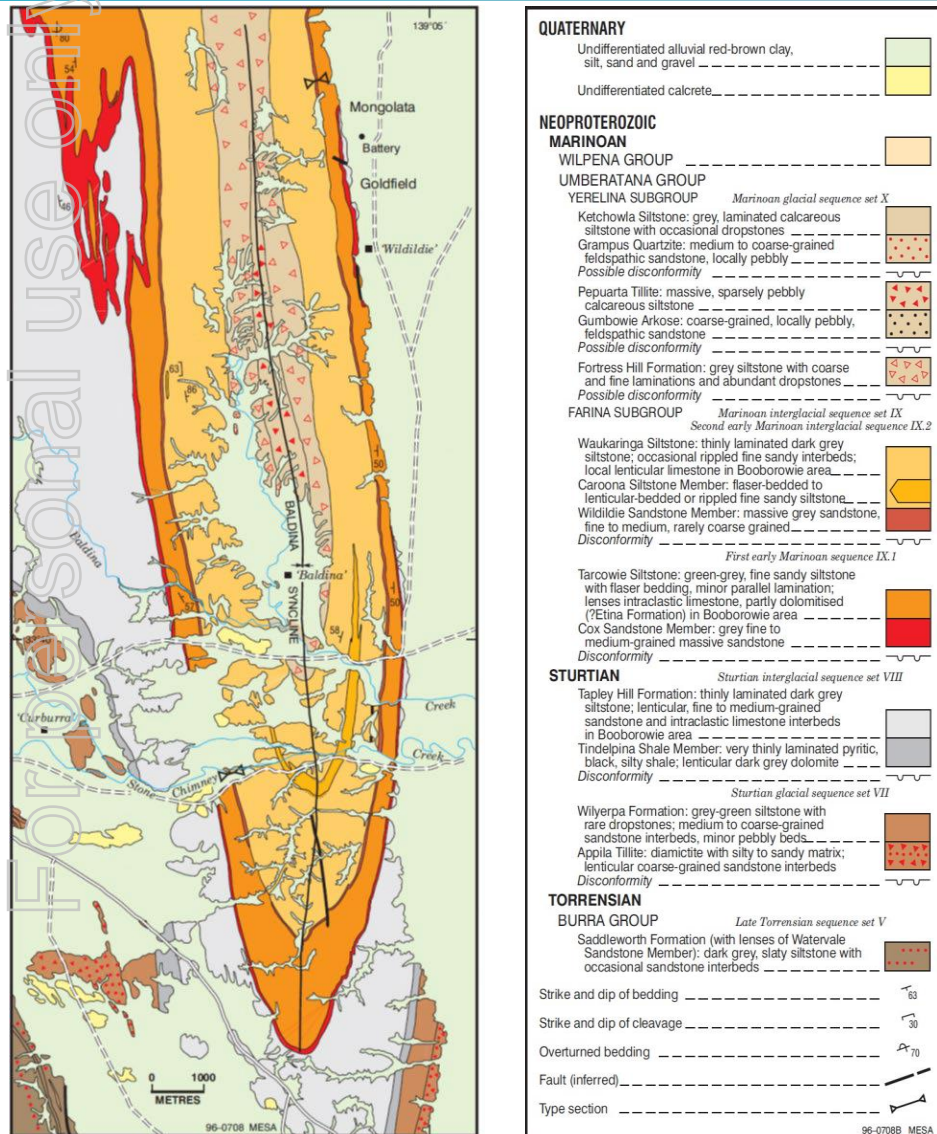 For personal use only
139°05´
80
54
Mongolata
Battery
Goldfield
46
'Wildildie'
63
86
50
BALDINA
SYNCLINE
Baldina
'Baldina'
57
50
58
33°40´
'Curburra'
Creek
Creek
Stone
Chimney
0 1000
METRES
96-0708 MESA
QUATERNARY
Undifferentiated alluvial red-brown clay,
silt, sand and gravel
Undifferentiated calcrete
NEOPROTEROZOIC
MARINOAN
WILPENA GROUP
UMBERATANA GROUP
YERELINA SUBGROUP Marinoan glacial sequence set X
Ketchowla Siltstone: grey, laminated calcareous
siltstone with occasional dropstones
Grampus Quartzite: medium to coarse-grained
feldspathic sandstone, locally pebbly
Possible disconformity
Pepuarta Tillite: massive, sparsely pebbly
calcareous siltstone
Gumbowie Arkose: coarse-grained, locally pebbly,
feldspathic sandstone
Possible disconformity
Fortress Hill Formation: grey siltstone with coarse
and fine laminations and abundant dropstones
Possible disconformity
FARINA SUBGROUP Marinoan interglacial sequence set IX
Second early Marinoan interglacial sequence IX.2
Waukaringa Siltstone: thinly laminated dark grey
siltstone; occasional rippled fine sandy interbeds;
local lenticular limestone in Booborowie area
Caroona Siltstone Member: flaser-bedded to
lenticular-bedded or rippled fine sandy siltstone
Wildildie Sandstone Member: massive grey sandstone,
fine to medium, rarely coarse grained
Disconformity
First early Marinoan sequence IX.1
Tarcowie Siltstone: green-grey, fine sandy siltstone
with flaser bedding, minor parallel lamination;
lenses intraclastic limestone, partly dolomitised
(?Etina Formation) in Booborowie area
Cox Sandstone Member: grey fine to
medium-grained massive sandstone
Disconformity
STURTIAN Sturtian interglacial sequence set VIII
Tapley Hill Formation: thinly laminated dark grey
siltstone; lenticular, fine to medium-grained
sandstone and intraclastic limestone interbeds
in Booborowie area
Tindelpina Shale Member: very thinly laminated pyritic,
black, silty shale; lenticular dark grey dolomite
Disconformity
Sturtian glacial sequence set VII
Wilyerpa Formation: grey-green siltstone with
rare dropstones; medium to coarse-grained
sandstone interbeds, minor pebbly beds
Appila Tillite: diamictite with silty to sandy matrix;
lenticular coarse-grained sandstone interbeds
Disconformity
TORRENSIAN
BURRA GROUP Late Torrensian sequence set V
Saddleworth Formation (with lenses of Watervale
Sandstone Member): dark grey, slaty siltstone with
occasional sandstone interbeds
Strike and dip of bedding 63
Strike and dip of cleavage 30
Overturned bedding 70
Fault (inferred)
Type section
96-0708B MESA